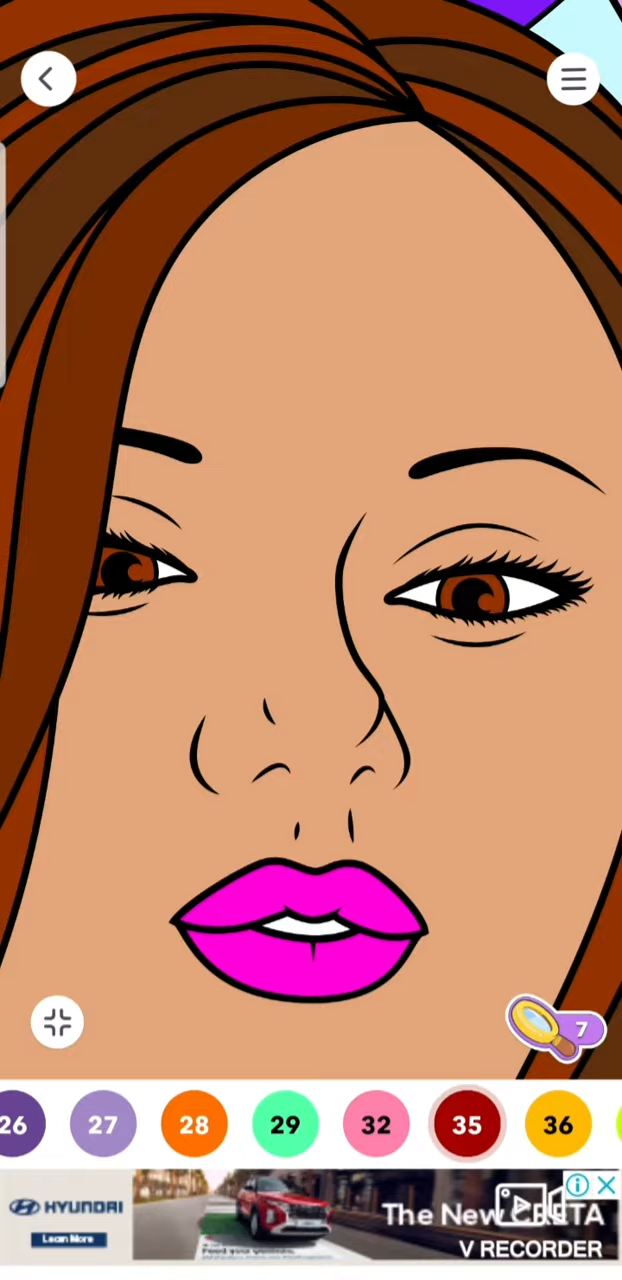 7
26 27 28 29 32 35 36
HYUNDAI
Learn More
The New CRETA
V RECORDER